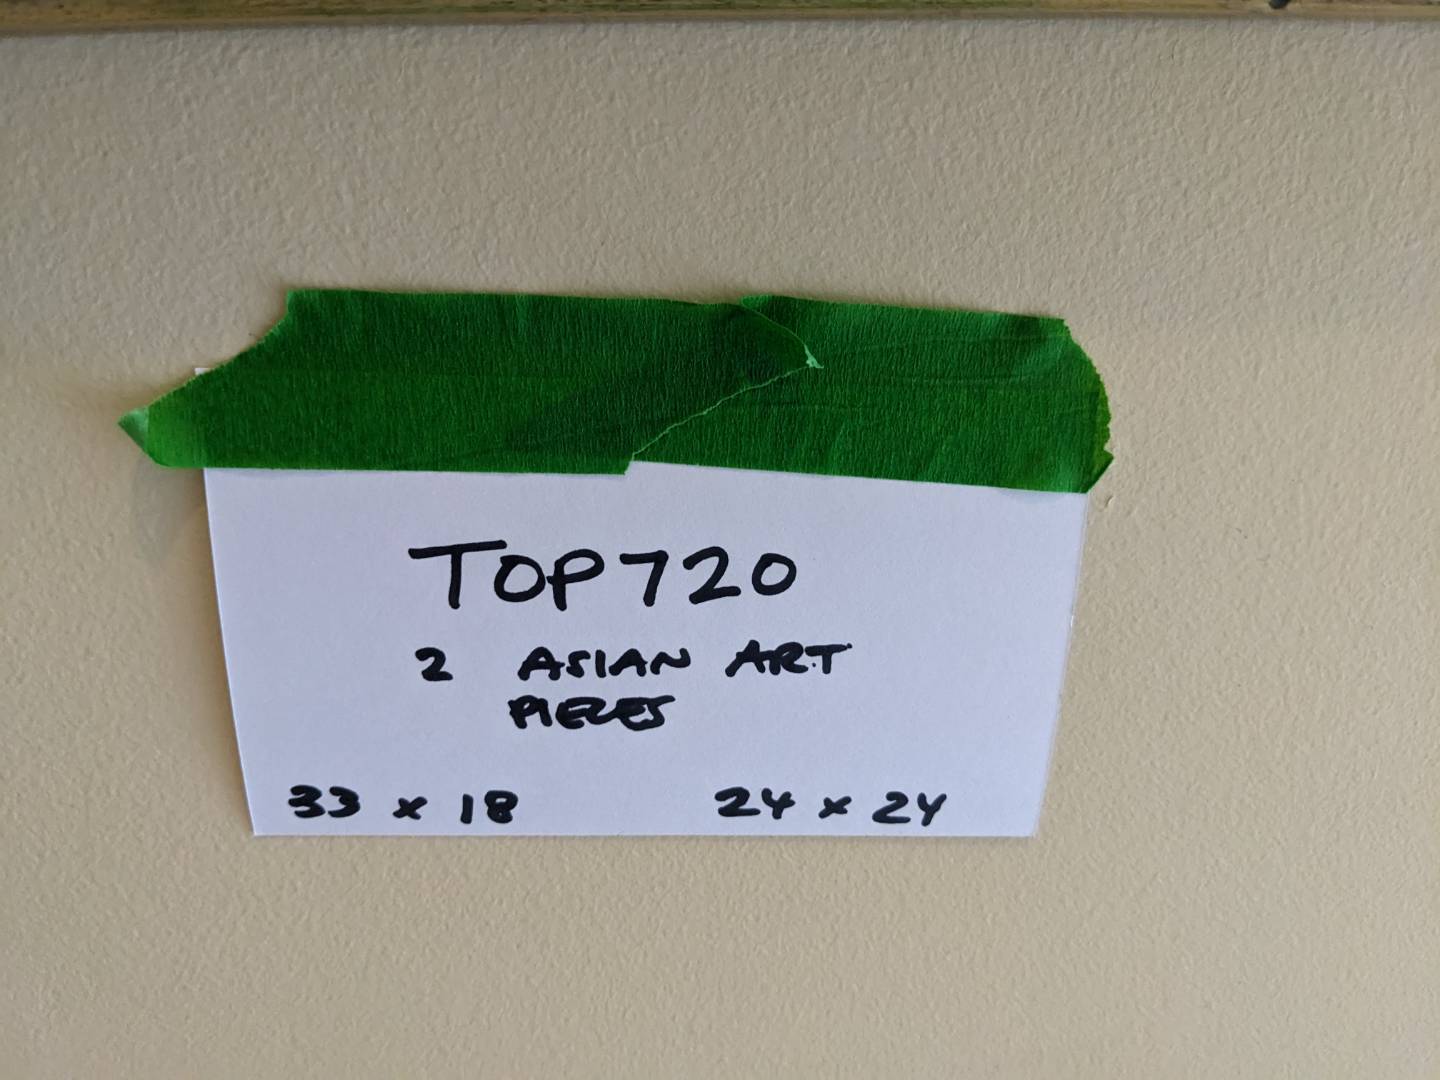 TOP720
2 ASIAN ART
PIECES
33 x 18 24 x 24